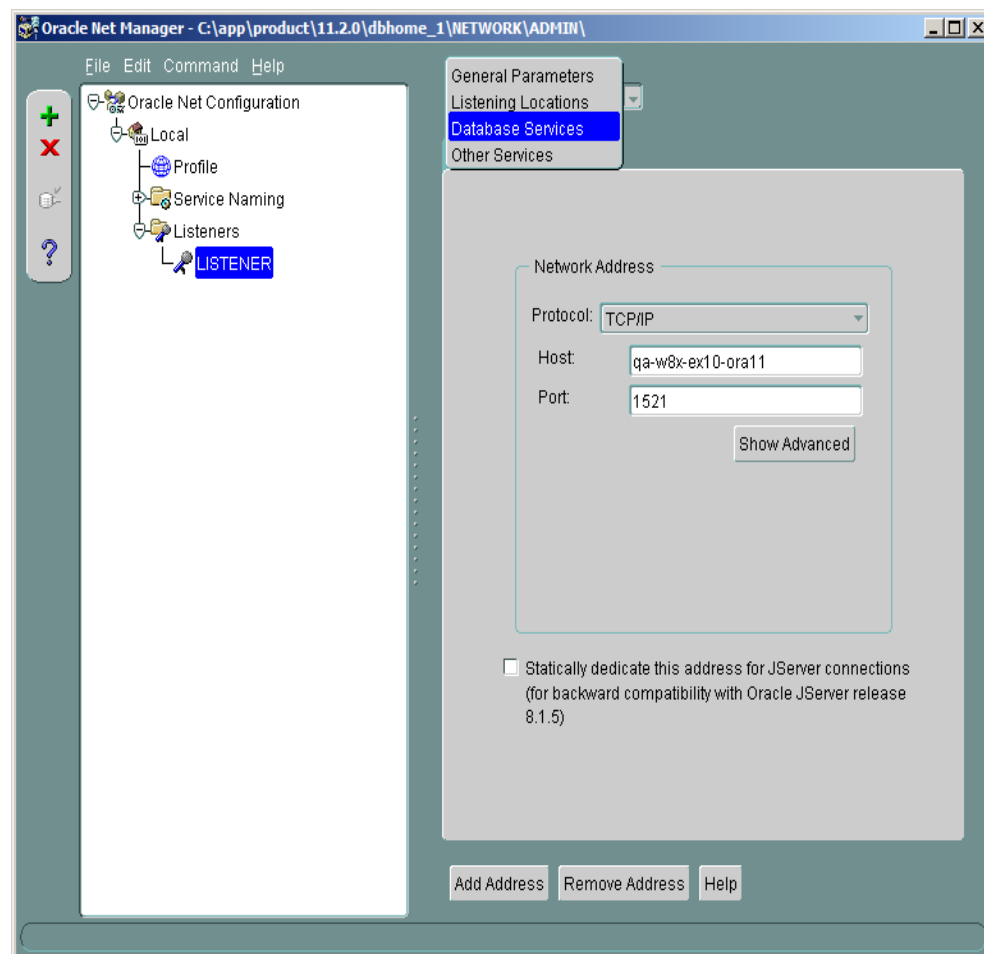 Oracle Net Manager - C:\app\product\11.2.0\dbhome_1\NETWORK\ADMIN\
File Edit Command Help
Oracle Net Configuration
Local
Profile
Service Naming
Listeners
LISTENER
General Parameters
Listening Locations
Database Services
Other Services
Network Address
Protocol: TCP/IP
Host: qa-w8x-ex10-ora11
Port: 1521
Show Advanced
Statically dedicate this address for JServer connections
(for backward compatibility with Oracle JServer release
8.1.5)
Add Address Remove Address Help